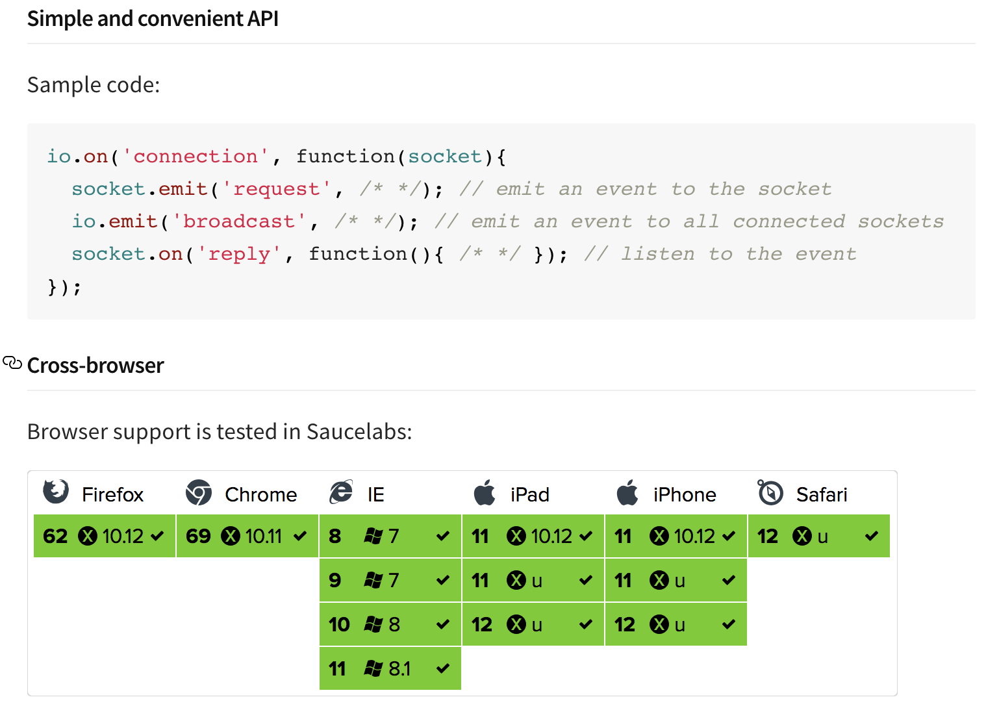 Simple and convenient API
Sample code:
io.on('connection', function(socket){
  socket.emit('request', /* */); // emit an event to the socket
  io.emit('broadcast', /* */); // emit an event to all connected sockets
  socket.on('reply', function(){ /* */ }); // listen to the event
});
Cross-browser
Browser support is tested in Saucelabs:
Firefox Chrome IE iPad iPhone Safari
62 X 10.12 ✔ 69 X 10.11 ✔ 8 7 ✔ 11 X 10.12 ✔ 11 X 10.12 ✔ 12 X u ✔
9 7 ✔ 11 X u ✔ 11 X u ✔
10 8 ✔ 12 X u ✔ 12 X u ✔
11 8.1 ✔